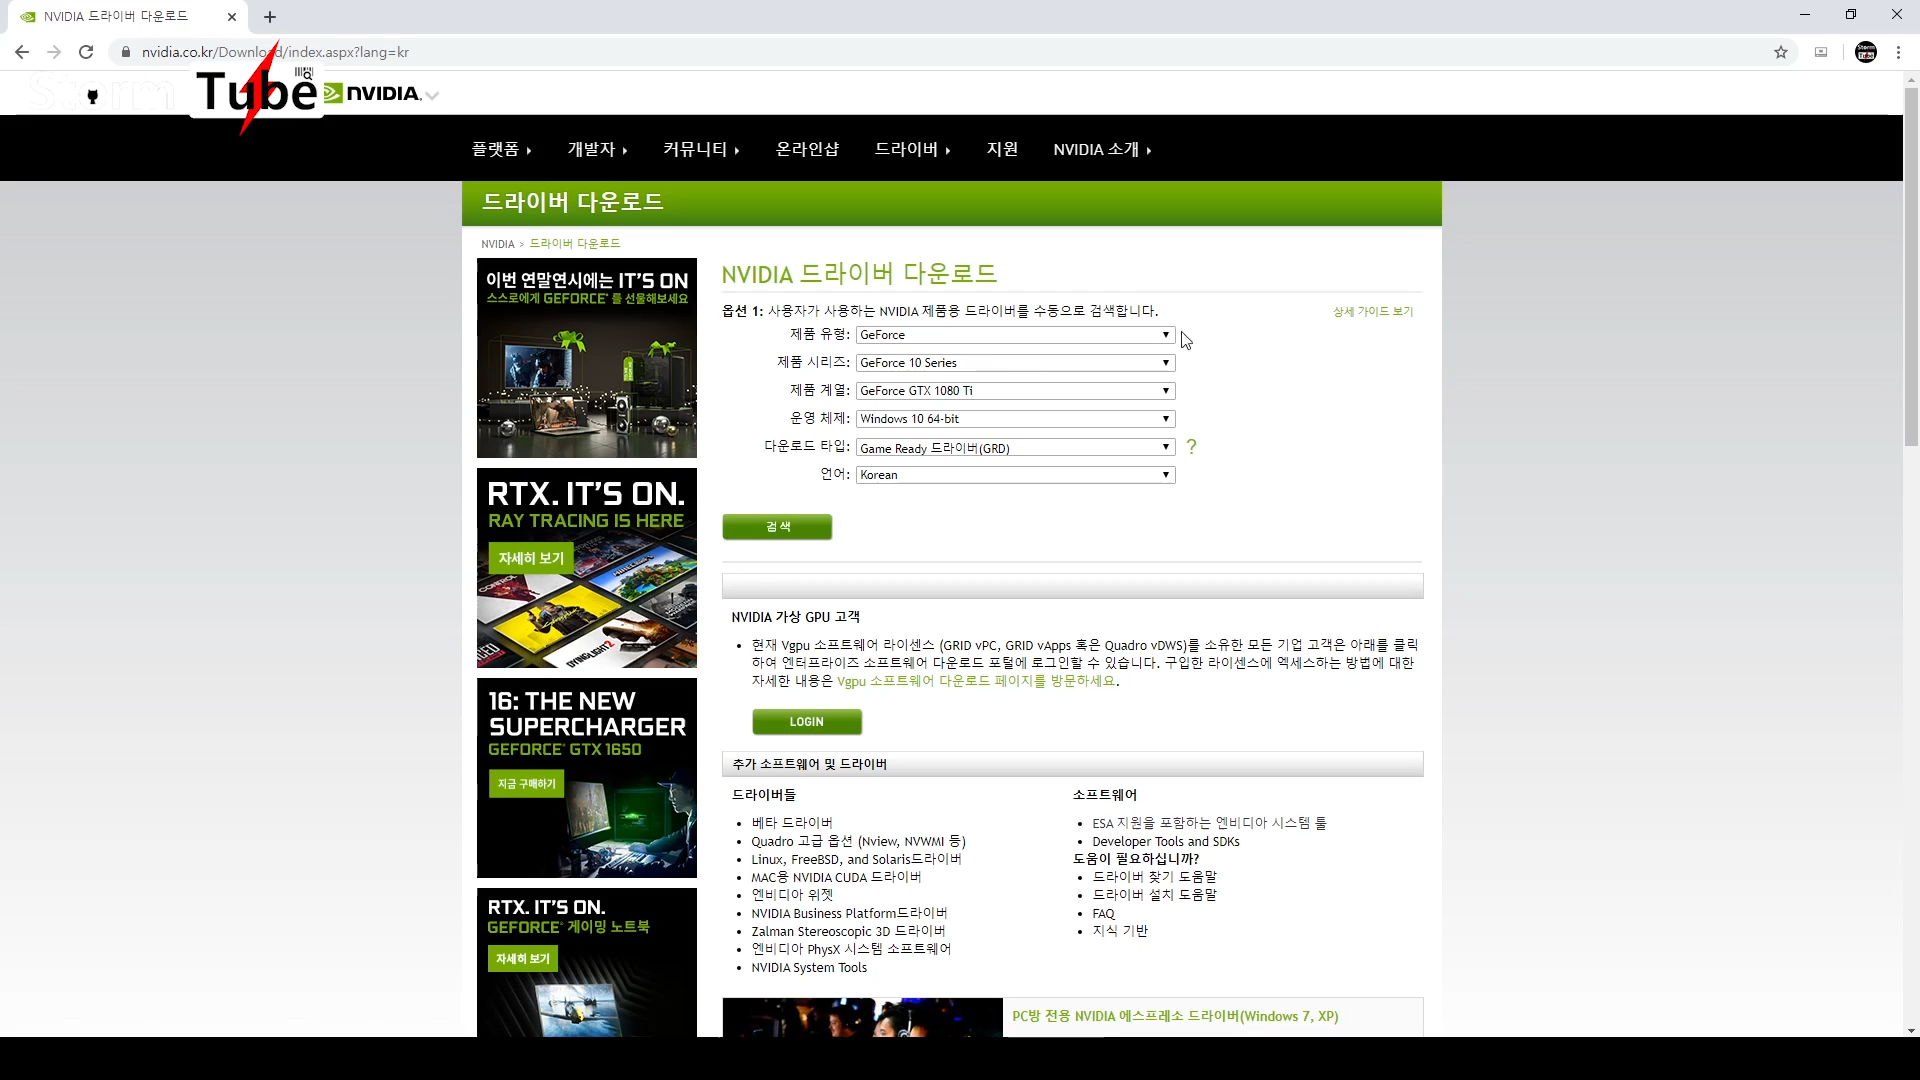 NVIDIA 드라이버 다운로드
nvidia.co.kr/Download/index.aspx?lang=kr
Storm Tube
NVIDIA.
플랫폼 개발자 커뮤니티 온라인샵 드라이버 지원 NVIDIA 소개
드라이버 다운로드
NVIDIA > 드라이버 다운로드
이번 연말연시에는 IT'S ON
스스로에게 GEFORCE® 를 선물해보세요
RTX. IT'S ON.
RAY TRACING IS HERE
자세히 보기
CONTROL
MINECRAFT
DYING LIGHT 2
16: THE NEW
SUPERCHARGER
GEFORCE® GTX 1650
지금 구매하기
RTX. IT'S ON.
GEFORCE® 게이밍 노트북
자세히 보기
NVIDIA 드라이버 다운로드
옵션 1: 사용자가 사용하는 NVIDIA 제품용 드라이버를 수동으로 검색합니다. 상세 가이드 보기
제품 유형: GeForce
제품 시리즈: GeForce 10 Series
제품 계열: GeForce GTX 1080 Ti
운영 체제: Windows 10 64-bit
다운로드 타입: Game Ready 드라이버(GRD) ?
언어: Korean
검색
NVIDIA 가상 GPU 고객
• 현재 Vgpu 소프트웨어 라이센스 (GRID vPC, GRID vApps 혹은 Quadro vDWS)를 소유한 모든 기업 고객은 아래를 클릭
하여 엔터프라이즈 소프트웨어 다운로드 포털에 로그인할 수 있습니다. 구입한 라이센스에 엑세스하는 방법에 대한
자세한 내용은 Vgpu 소프트웨어 다운로드 페이지를 방문하세요.
LOGIN
추가 소프트웨어 및 드라이버
드라이버들
• 베타 드라이버
• Quadro 고급 옵션 (Nview, NVWMI 등)
• Linux, FreeBSD, and Solaris드라이버
• MAC용 NVIDIA CUDA 드라이버
• 엔비디아 위젯
• NVIDIA Business Platform드라이버
• Zalman Stereoscopic 3D 드라이버
• 엔비디아 PhysX 시스템 소프트웨어
• NVIDIA System Tools
소프트웨어
• ESA 지원을 포함하는 엔비디아 시스템 툴
• Developer Tools and SDKs
도움이 필요하십니까?
• 드라이버 찾기 도움말
• 드라이버 설치 도움말
• FAQ
• 지식 기반
PC방 전용 NVIDIA 에스프레소 드라이버(Windows 7, XP)